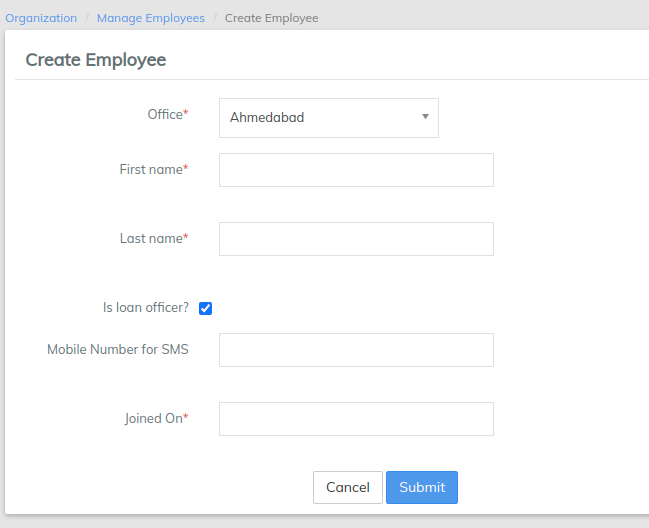 Organization / Manage Employees / Create Employee
Create Employee
Office*
Ahmedabad
First name*
Last name*
Is loan officer?
Mobile Number for SMS
Joined On*
Cancel Submit